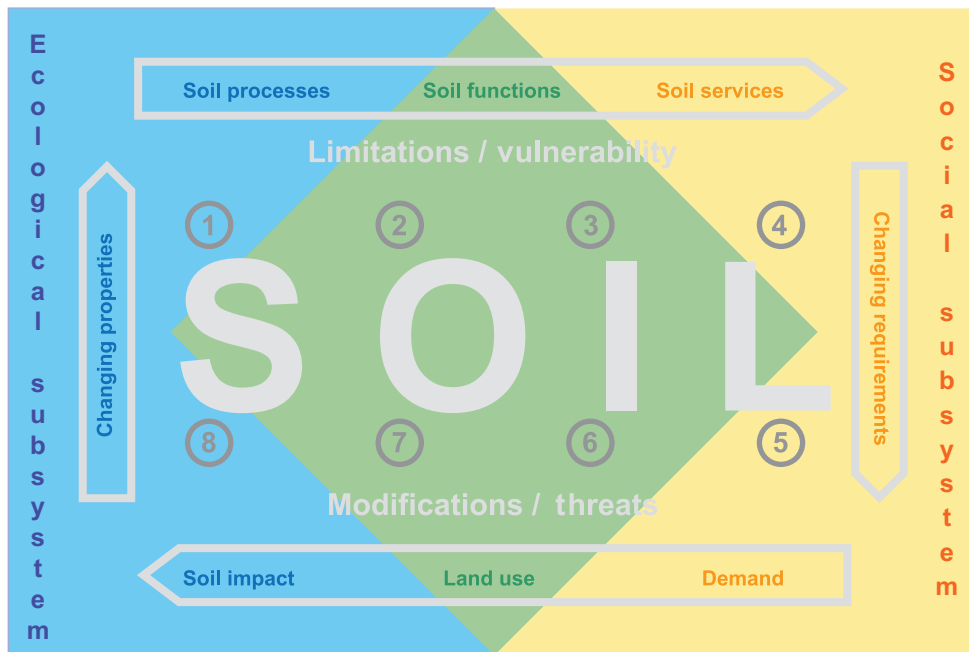 Ecological subsystem
Soil processes Soil functions Soil services
Limitations / vulnerability
Changing properties
1 2 3 4
SOIL
8 7 6 5
Changing requirements
Modifications / threats
Soil impact Land use Demand
Social subsystem